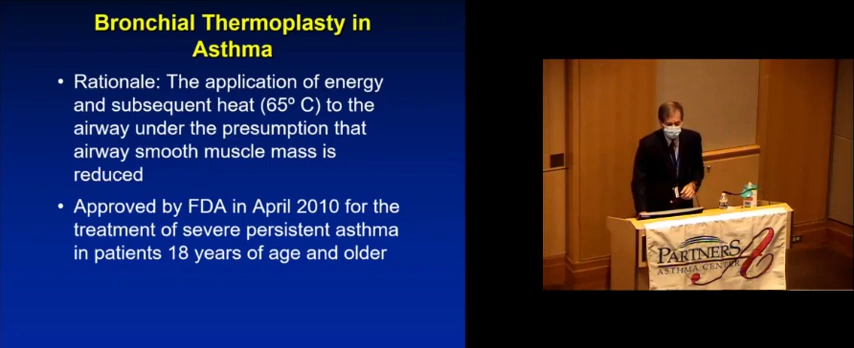 Bronchial Thermoplasty in
Asthma
• Rationale: The application of energy
and subsequent heat (65º C) to the
airway under the presumption that
airway smooth muscle mass is
reduced
• Approved by FDA in April 2010 for the
treatment of severe persistent asthma
in patients 18 years of age and older
PARTNERS
ASTHMA CENTER